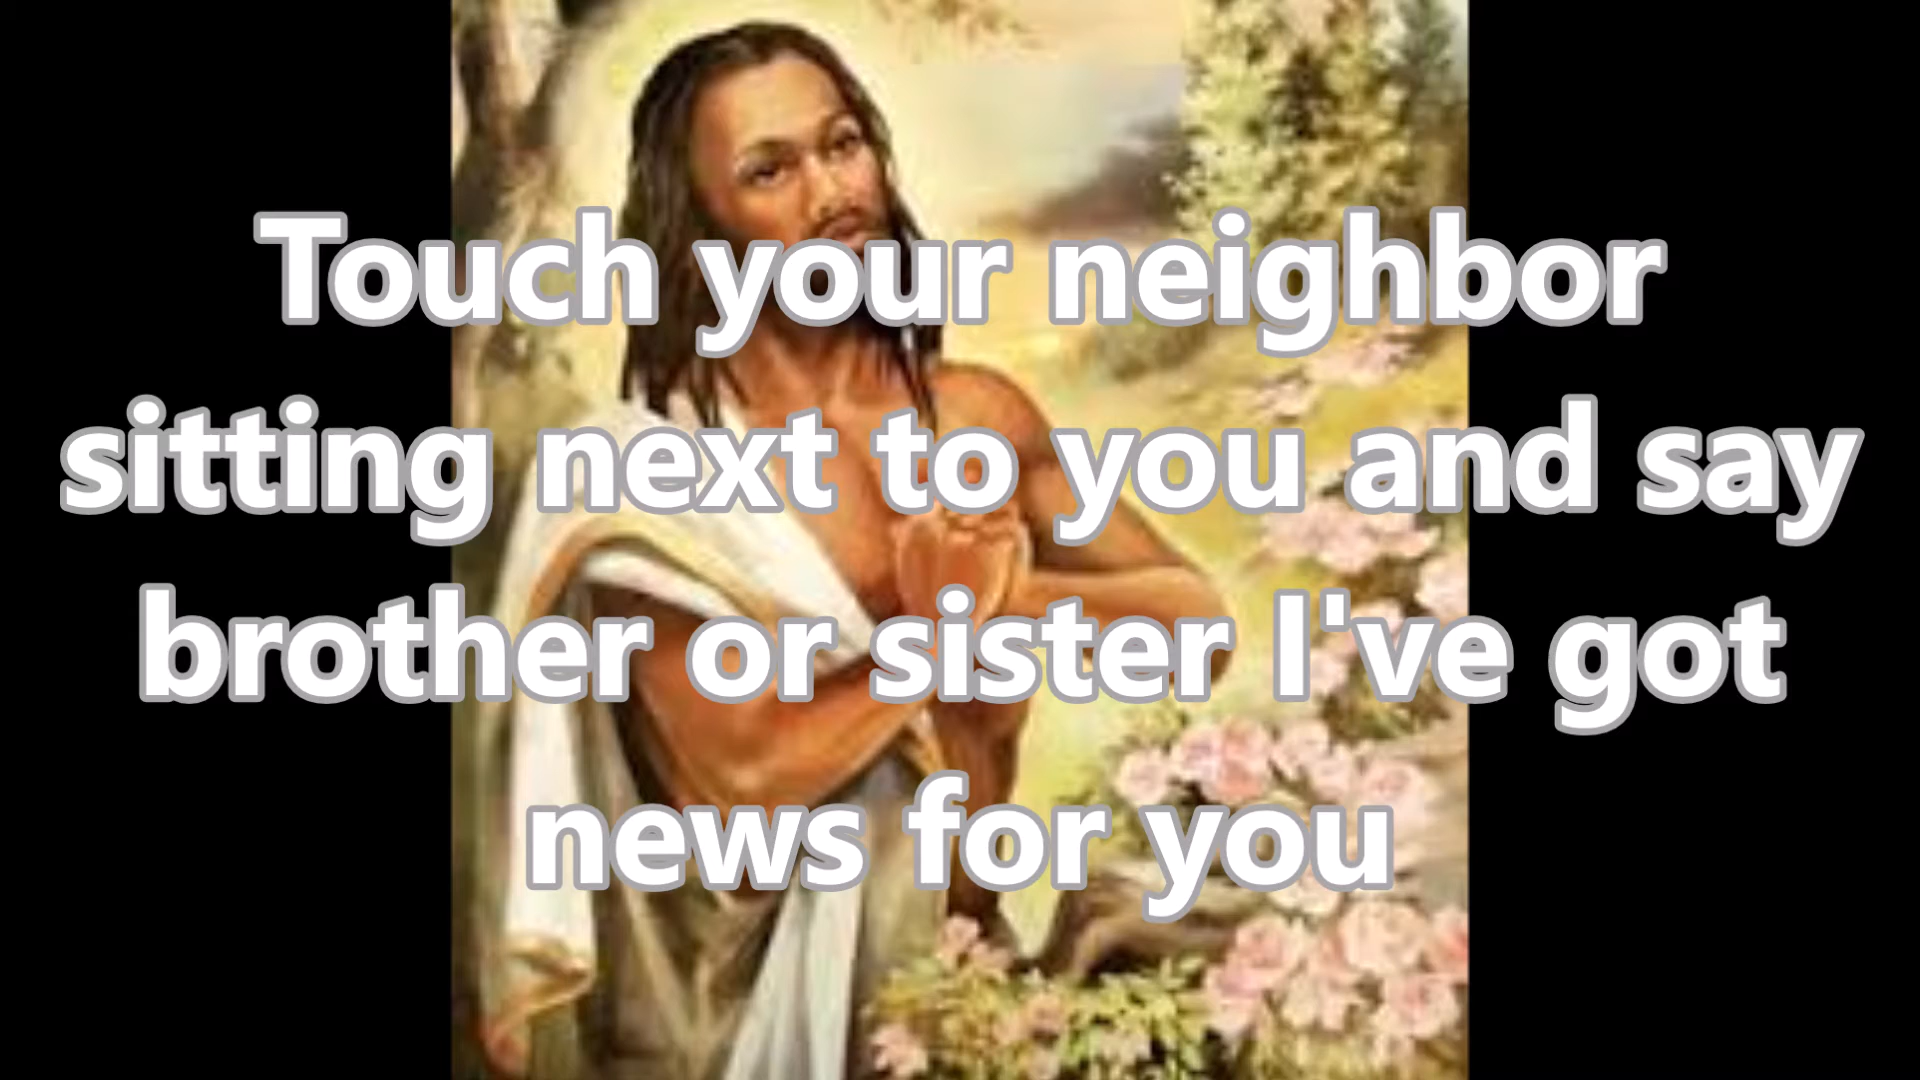 Touch your neighbor
sitting next to you and say
brother or sister I've got
news for you